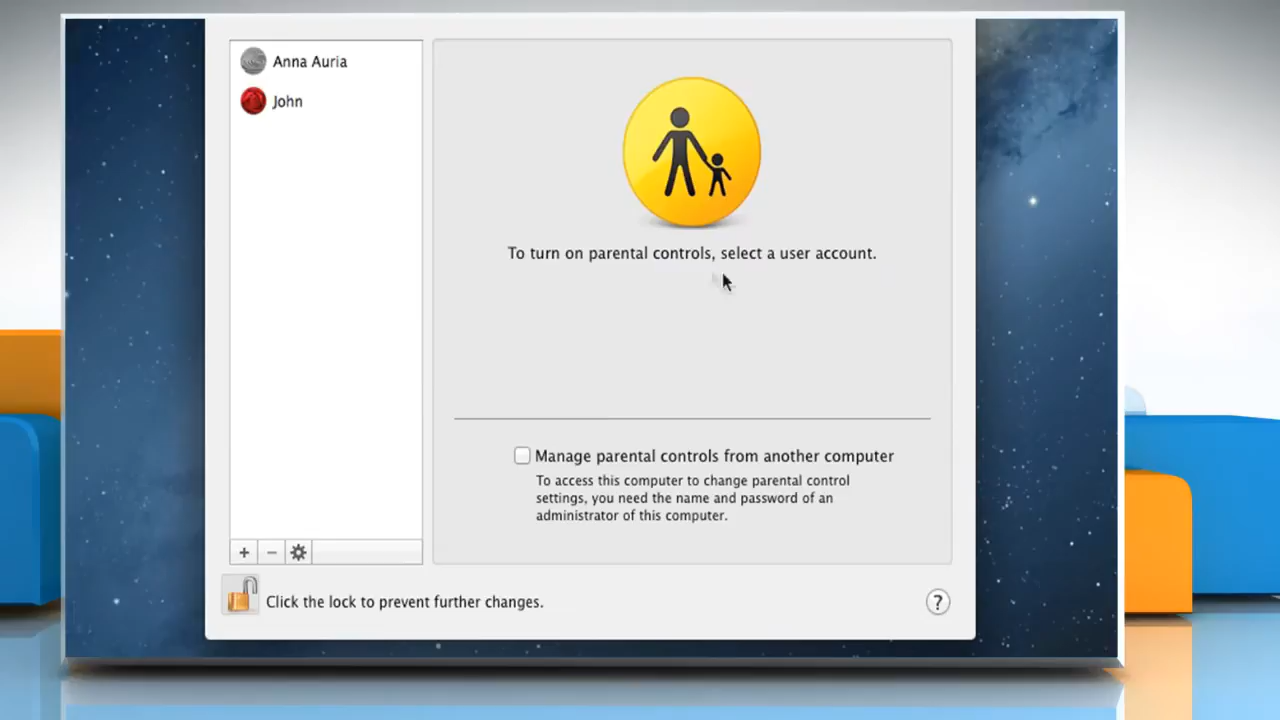 Anna Auria
John
To turn on parental controls, select a user account.
Manage parental controls from another computer
To access this computer to change parental control
settings, you need the name and password of an
administrator of this computer.
Click the lock to prevent further changes.
?